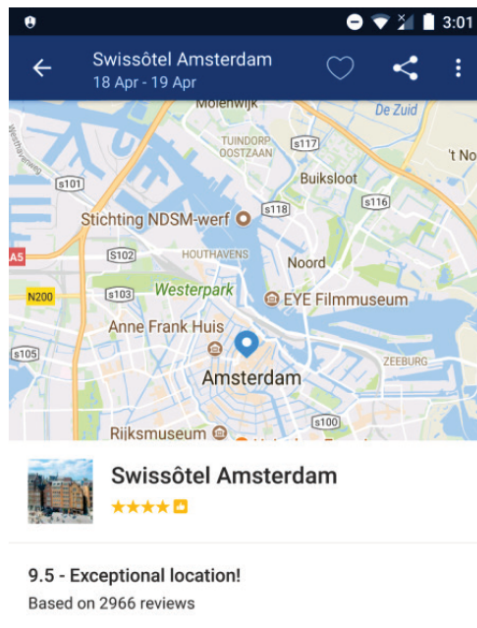 3:01
Swissôtel Amsterdam
18 Apr - 19 Apr
Molenwijk
De Zuid
TUINDORP
OOSTZAAN
s117
't No
Westhavenweg
s101
Buiksloot
s116
s118
Stichting NDSM-werf
A5
S102
HOUTHAVENS
Noord
N200
s103
Westerpark
EYE Filmmuseum
Anne Frank Huis
s105
ZEEBURG
Amsterdam
s100
Rijksmuseum
Swissôtel Amsterdam
9.5 - Exceptional location!
Based on 2966 reviews